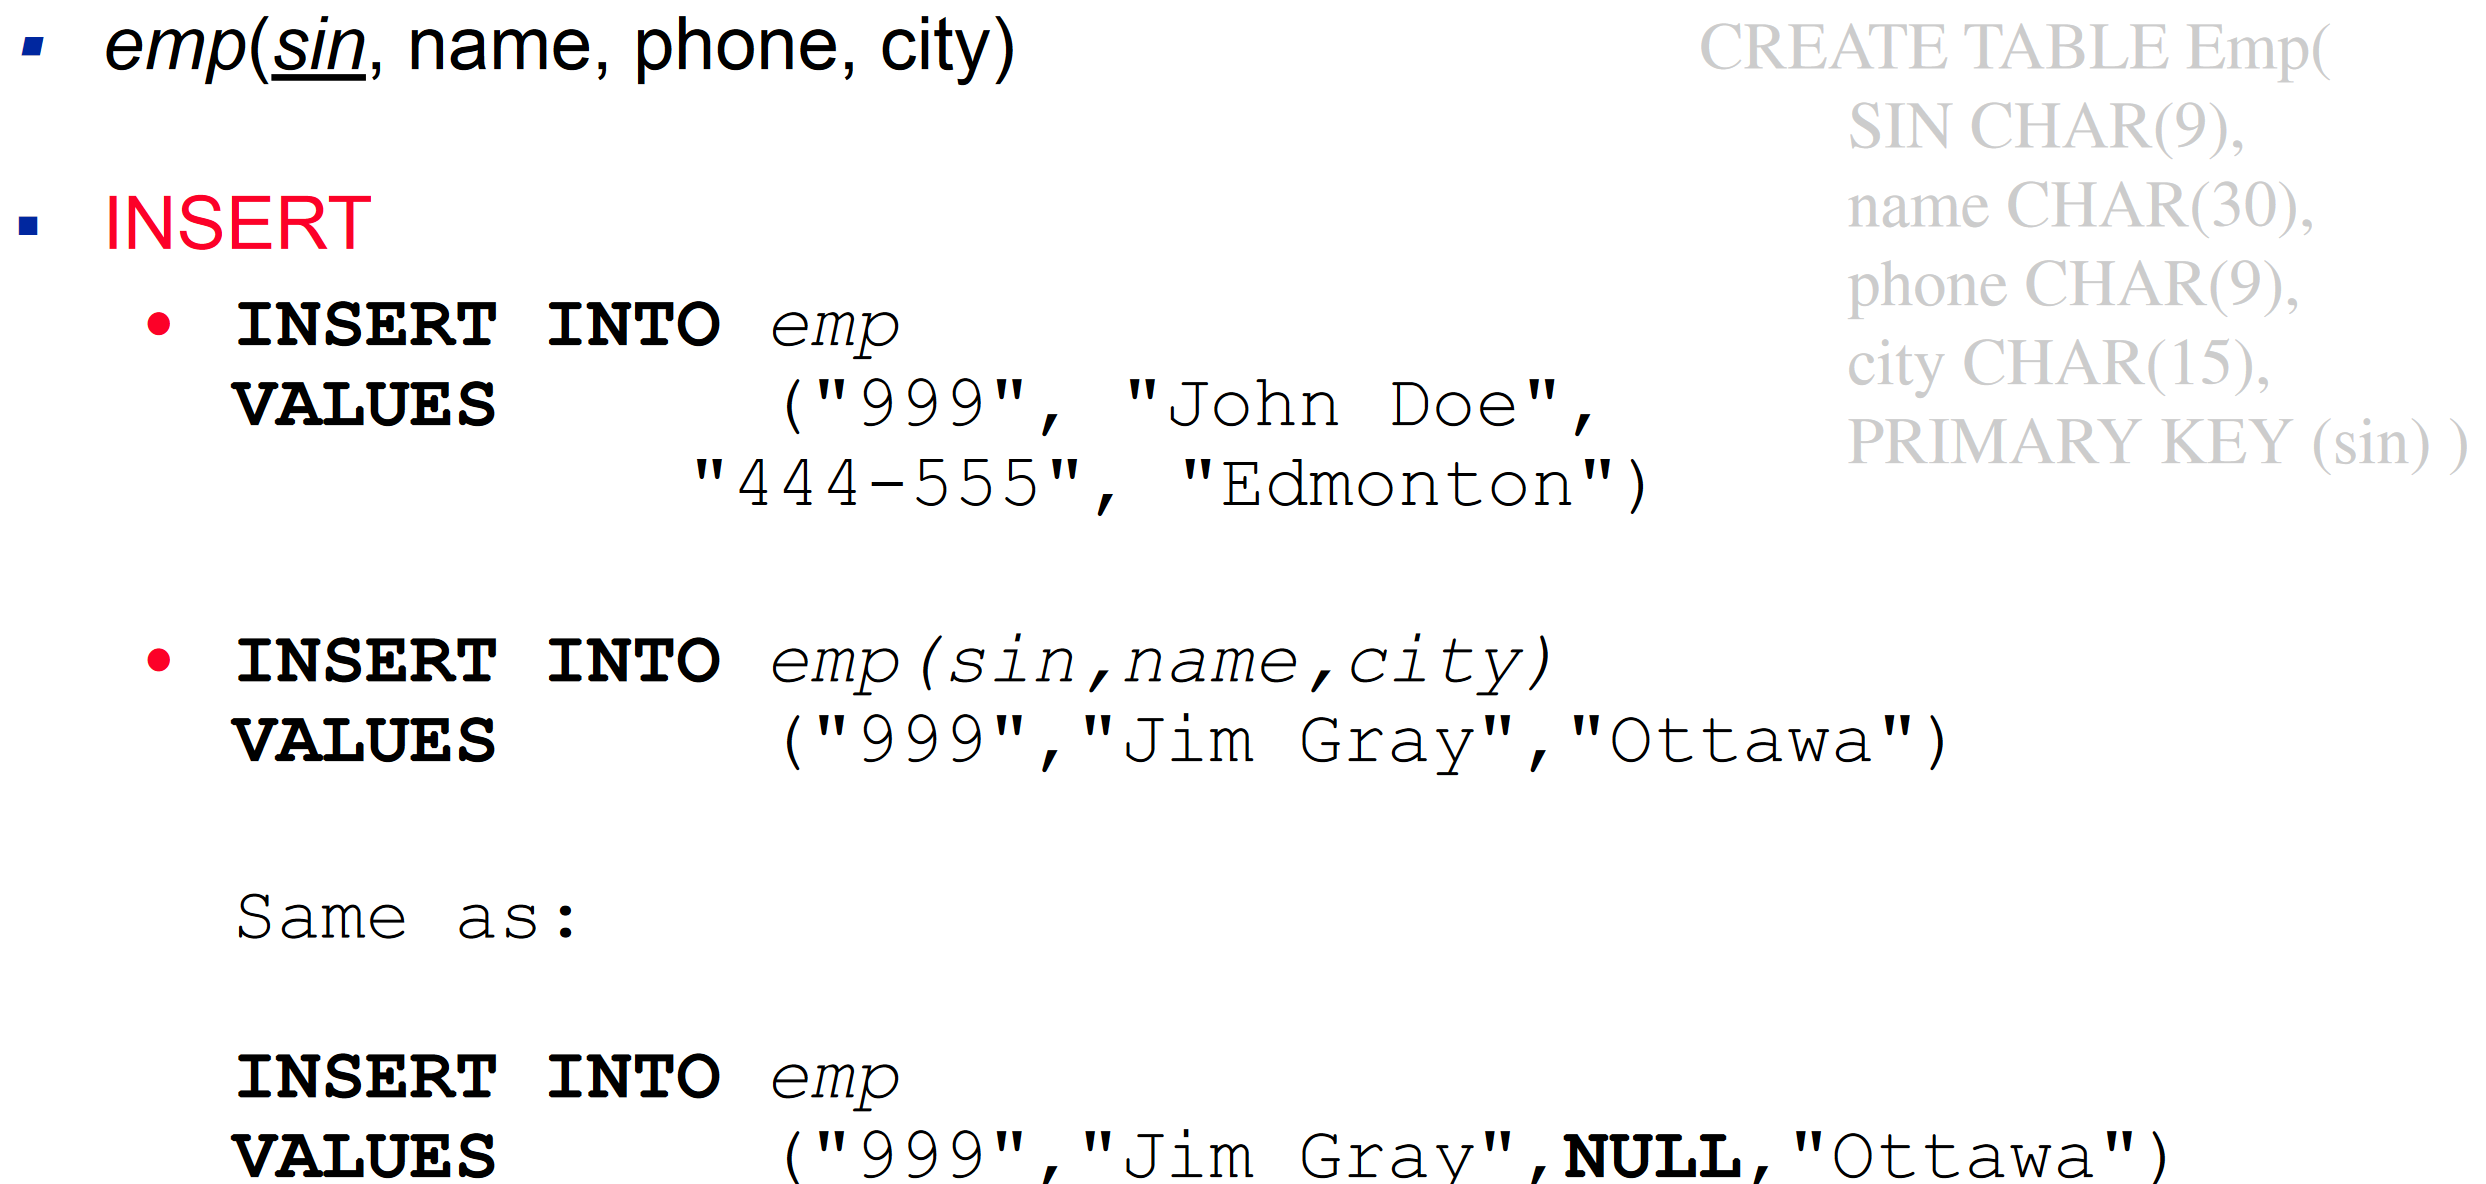 emp(sin, name, phone, city)
CREATE TABLE Emp(
SIN CHAR(9),
name CHAR(30),
phone CHAR(9),
city CHAR(15),
PRIMARY KEY (sin) )
INSERT
INSERT INTO emp
VALUES ("999", "John Doe",
"444-555", "Edmonton")
INSERT INTO emp(sin,name,city)
VALUES ("999","Jim Gray","Ottawa")
Same as:
INSERT INTO emp
VALUES ("999","Jim Gray",NULL,"Ottawa")